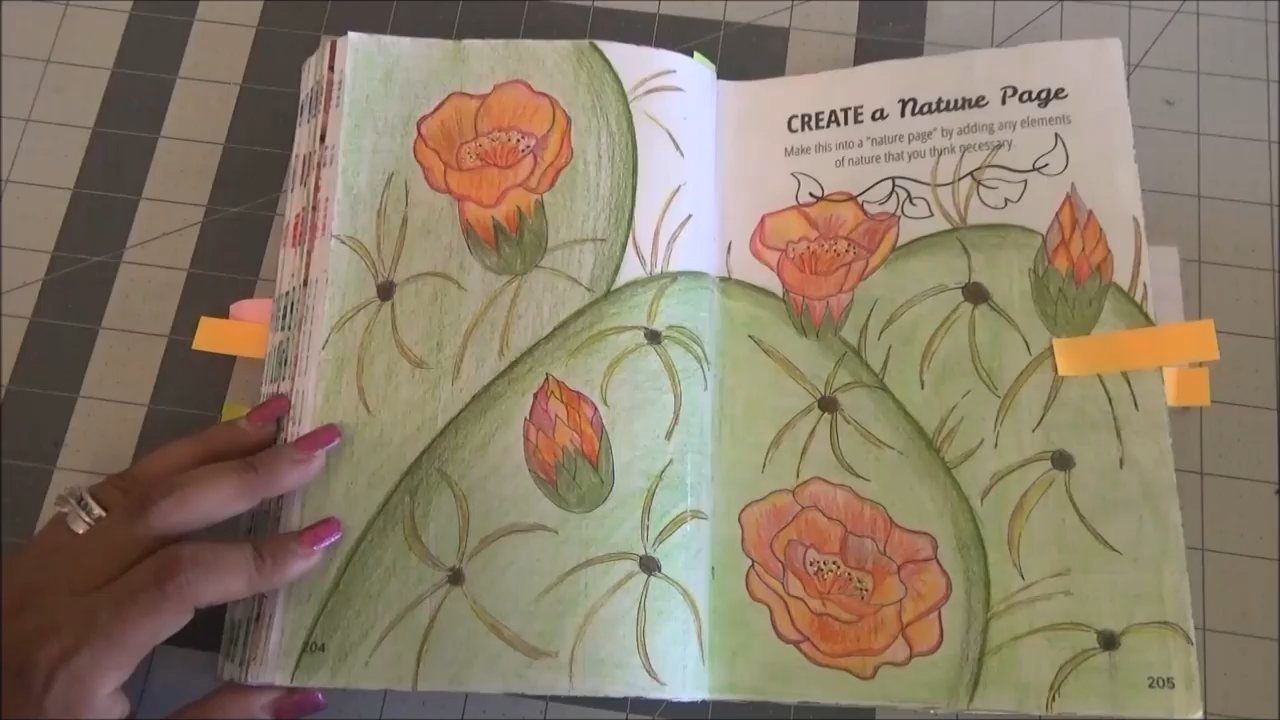 CREATE a Nature Page
Make this into a "nature page" by adding any elements
of nature that you think necessary.
204
205